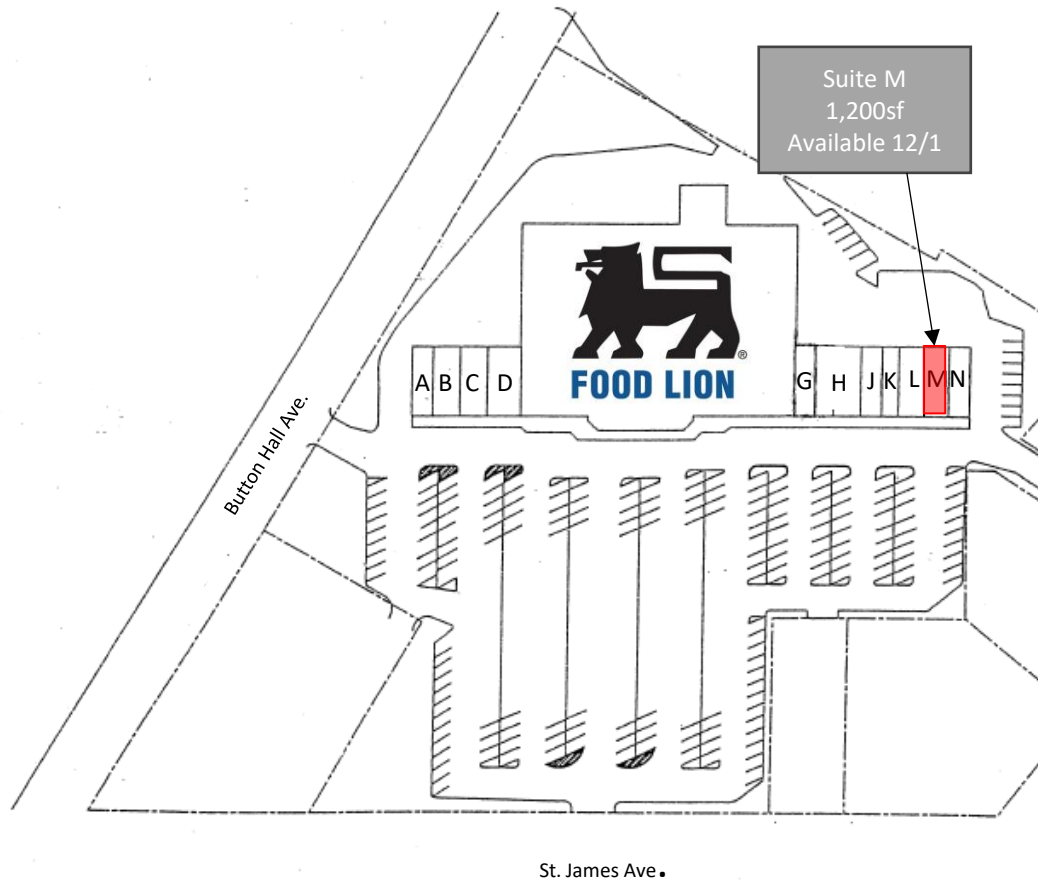 Suite M
1,200sf
Available 12/1
®
FOOD LION
A B C D G H J K L M N
Button Hall Ave.
St. James Ave.